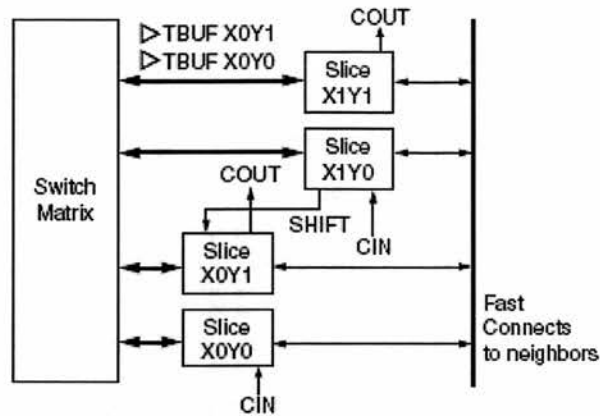 COUT
TBUF X0Y1
TBUF X0Y0
Slice
X1Y1
Slice
X1Y0
COUT
Switch
Matrix
SHIFT
CIN
Slice
X0Y1
Fast
Connects
to neighbors
Slice
X0Y0
CIN